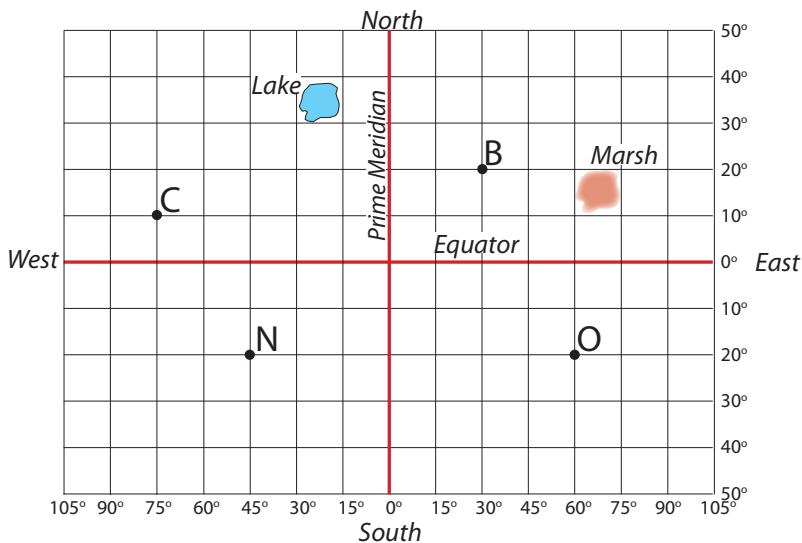 North
50°
40°
Lake
30°
Prime Meridian
B
Marsh
20°
C
10°
Equator
West
0°
East
10°
N
O
20°
30°
40°
50°
105° 90° 75° 60° 45° 30° 15° 0° 15° 30° 45° 60° 75° 90° 105°
South